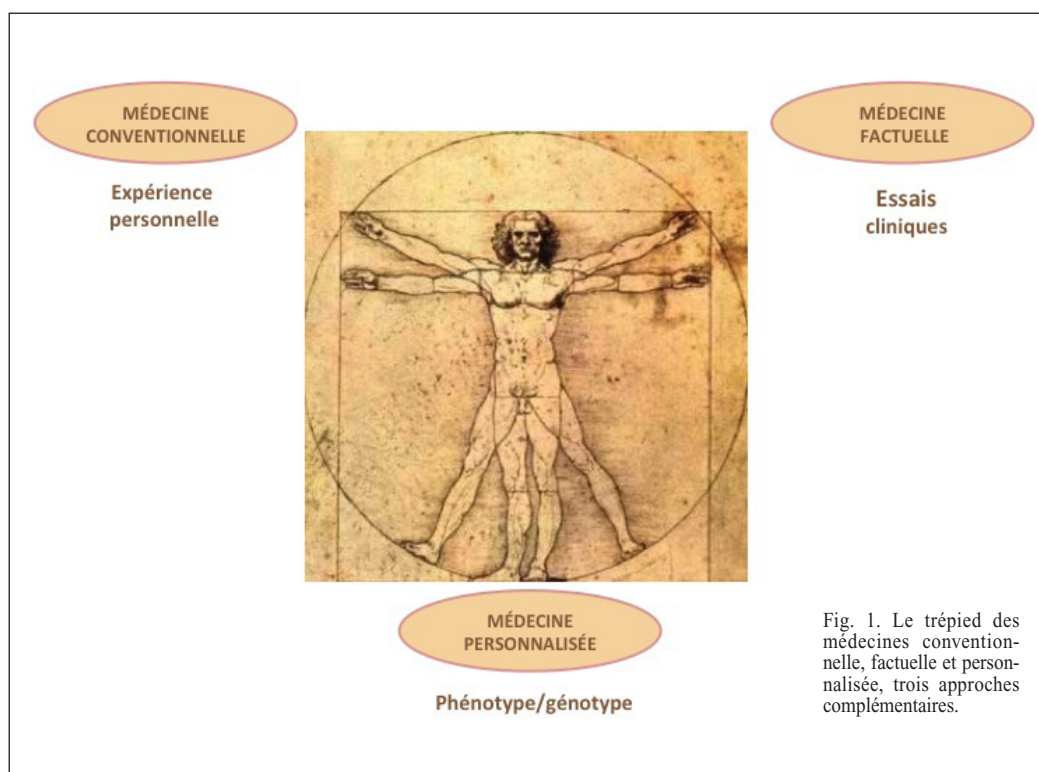 MÉDECINE
CONVENTIONNELLE
Expérience
personnelle
MÉDECINE
FACTUELLE
Essais
cliniques
MÉDECINE
PERSONNALISÉE
Phénotype/génotype
Fig. 1. Le trépied des
médecines convention-
nelle, factuelle et person-
nalisée, trois approches
complémentaires.